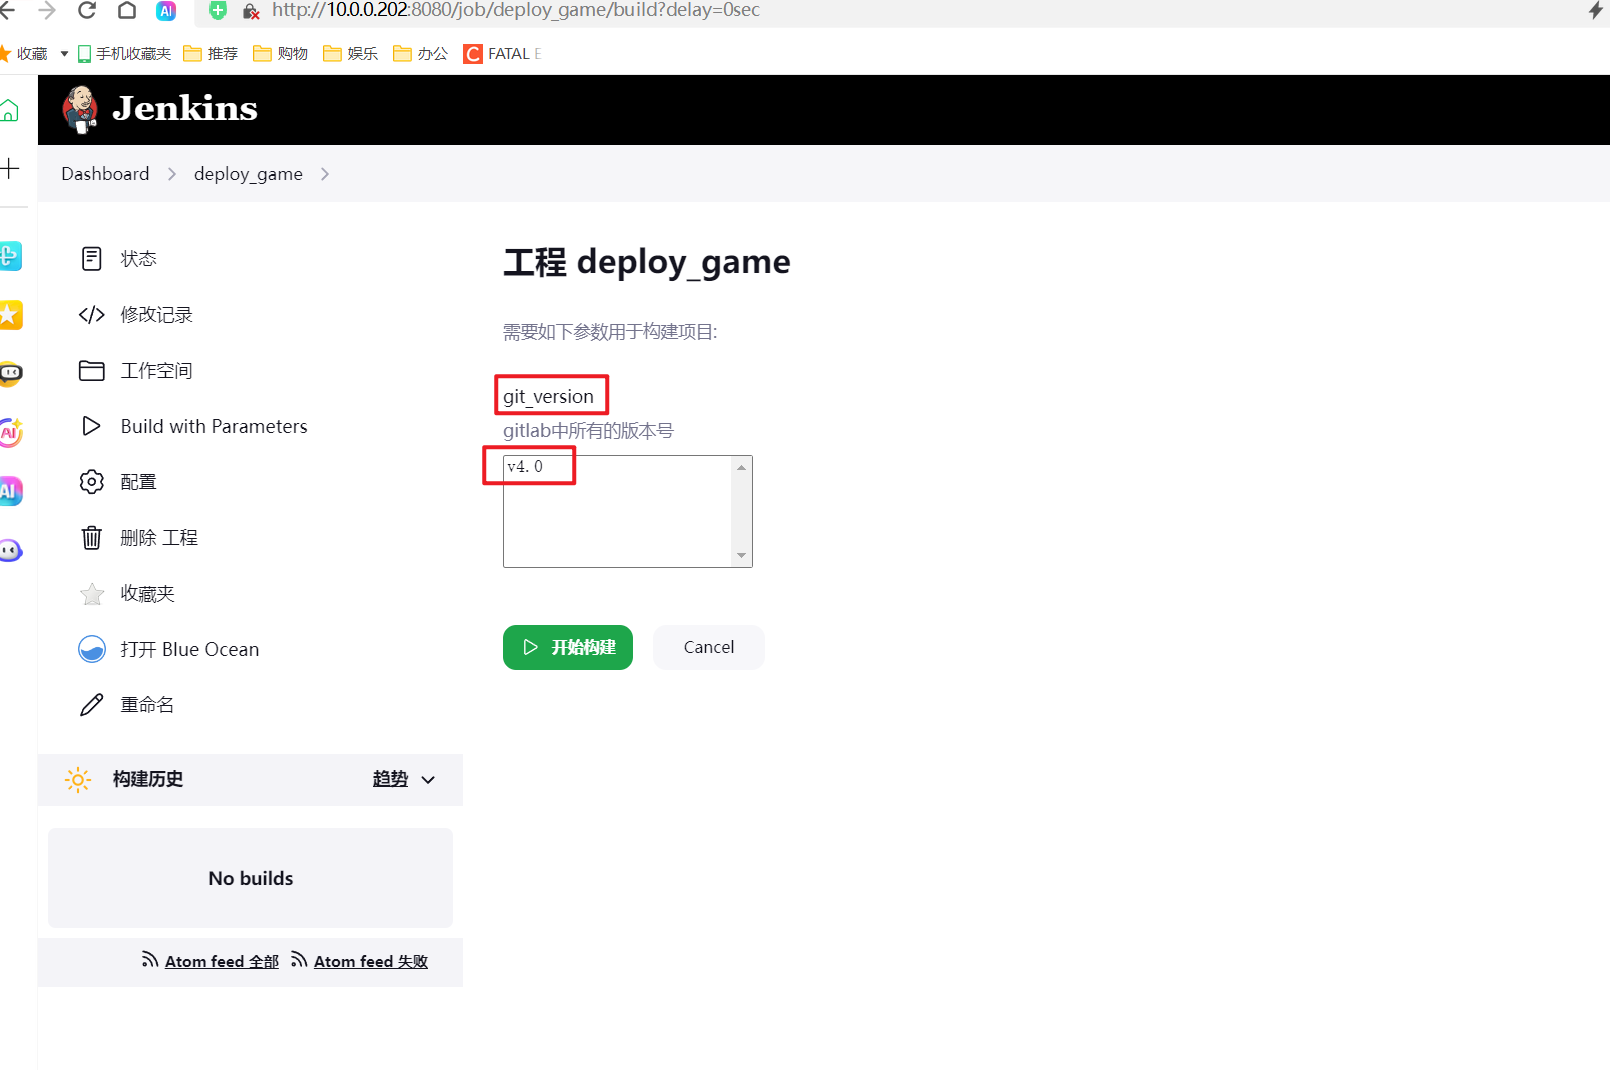 http://10.0.0.202:8080/job/deploy_game/build?delay=0sec
收藏 手机收藏夹 推荐 购物 娱乐 办公 C FATAL E
Jenkins
Dashboard deploy_game
状态
修改记录
工作空间
Build with Parameters
配置
删除 工程
收藏夹
打开 Blue Ocean
重命名
构建历史 趋势
No builds
Atom feed 全部 Atom feed 失败
工程 deploy_game
需要如下参数用于构建项目:
git_version
gitlab中所有的版本号
v4.0
开始构建 Cancel
AI
AI
AI